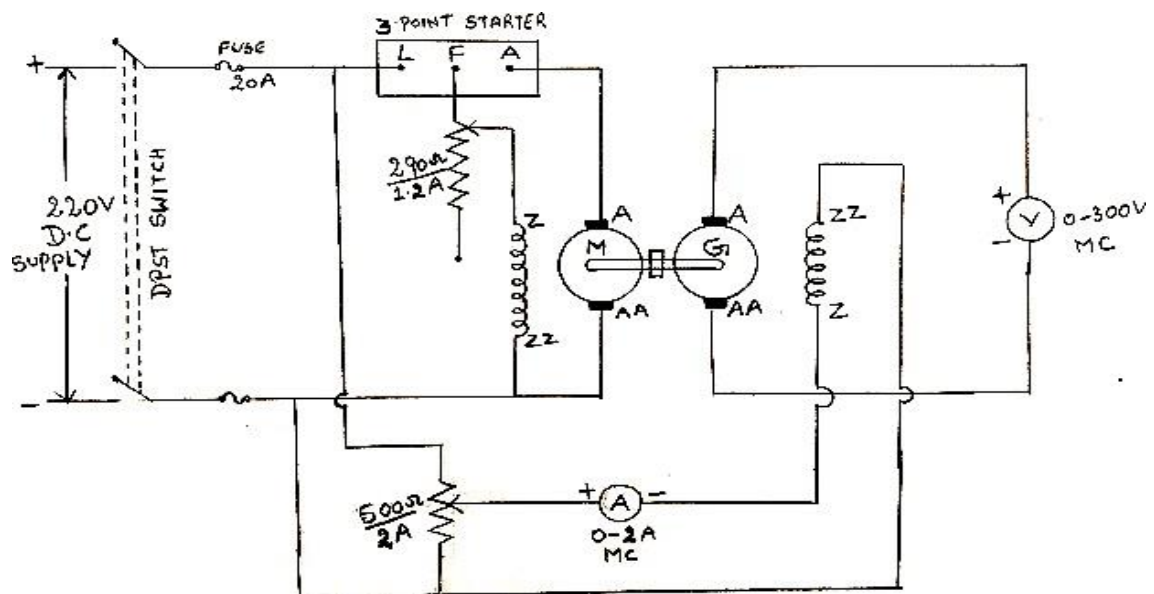 3-POINT STARTER
L F A
FUSE
20A
+
220V
D.C
SUPPLY
-
DPST SWITCH
290Ω
1.2A
Z
ZZ
A
M
AA
A
G
AA
ZZ
Z
+
V
-
0-300V
MC
500Ω
2A
+ A -
0-2A
MC